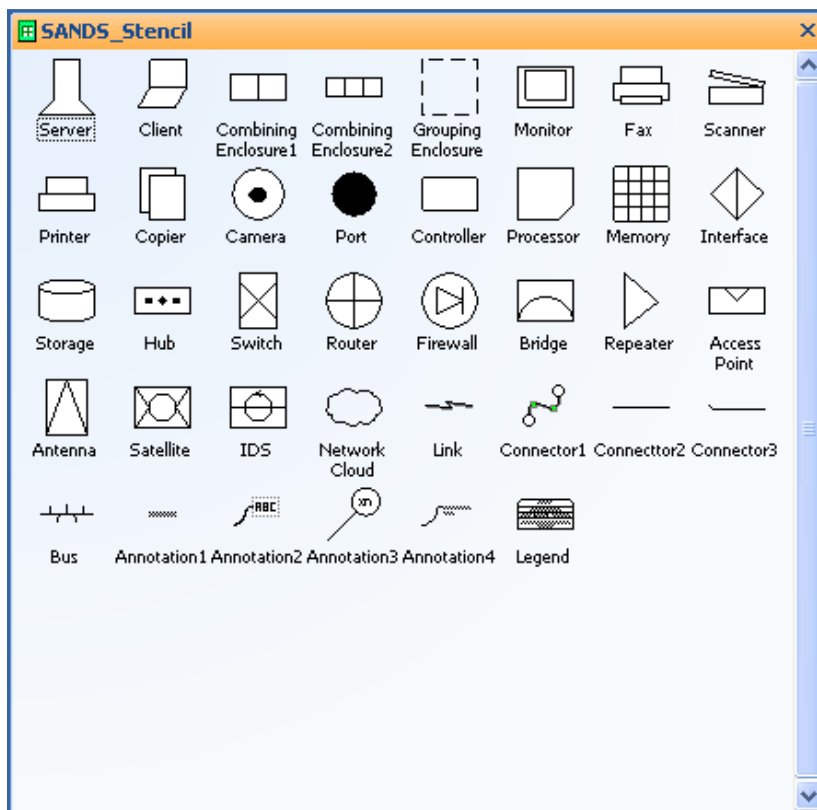 SANDS_Stencil
Server Client Combining Enclosure1 Combining Enclosure2 Grouping Enclosure Monitor Fax Scanner
Printer Copier Camera Port Controller Processor Memory Interface
Storage Hub Switch Router Firewall Bridge Repeater Access Point
Antenna Satellite IDS Network Cloud Link Connector1 Connecttor2 Connector3
ABC xn
Bus Annotation1 Annotation2 Annotation3 Annotation4 Legend